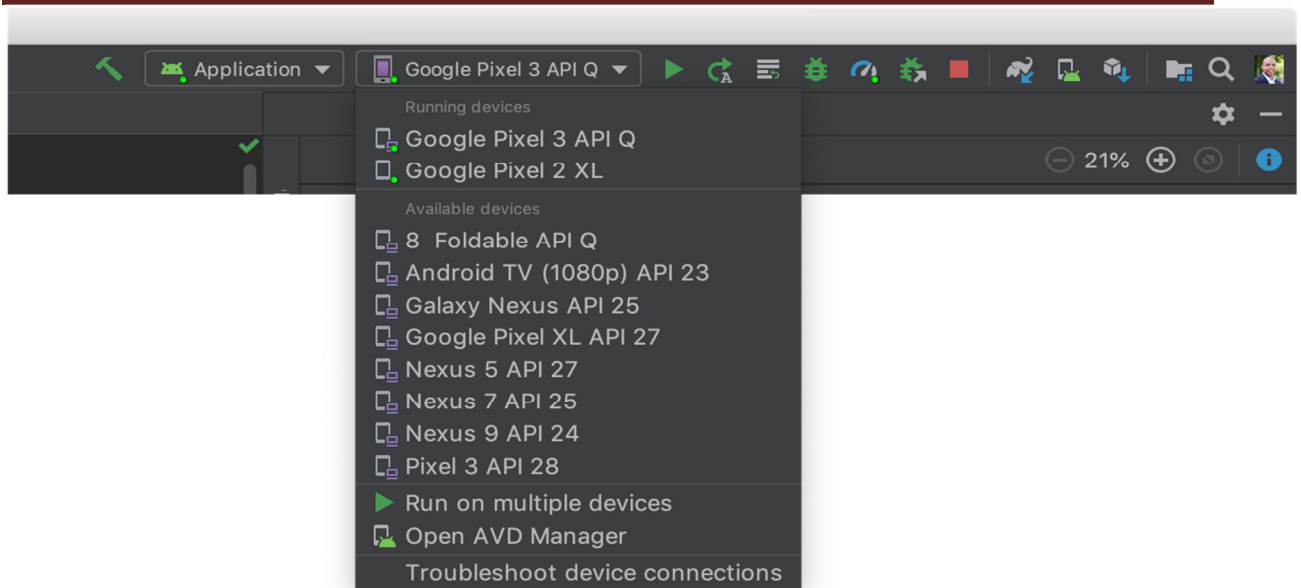 Application
Google Pixel 3 API Q
Running devices
Google Pixel 3 API Q
Google Pixel 2 XL
21%
Available devices
8 Foldable API Q
Android TV (1080p) API 23
Galaxy Nexus API 25
Google Pixel XL API 27
Nexus 5 API 27
Nexus 7 API 25
Nexus 9 API 24
Pixel 3 API 28
Run on multiple devices
Open AVD Manager
Troubleshoot device connections